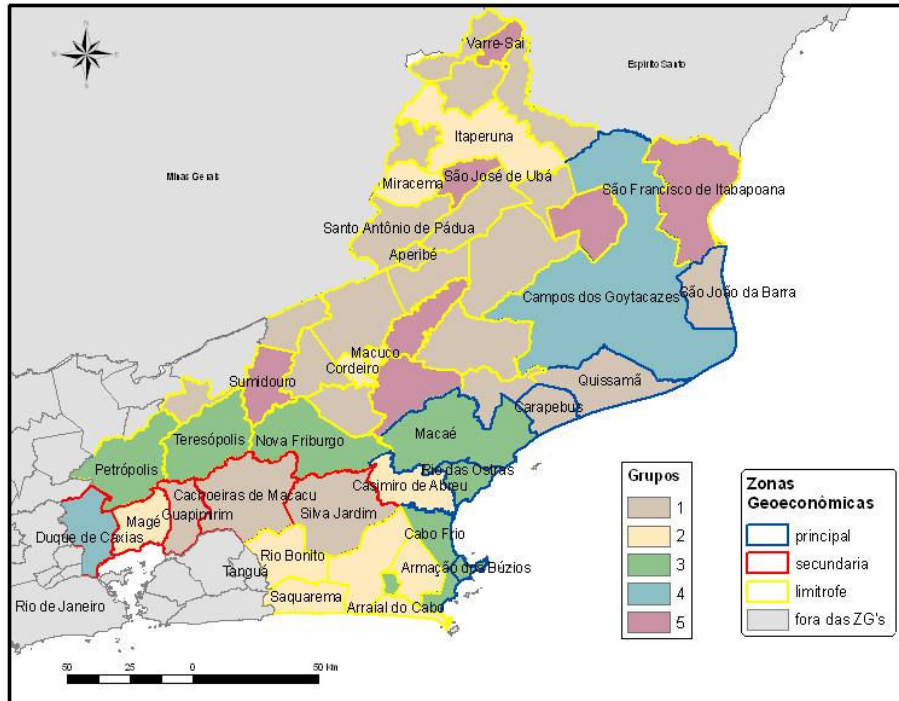 Varre-Sai
Espírito Santo
Itaperuna
Minas Gerais
Miracema
São José de Ubá
São Francisco de Itabapoana
Santo Antônio de Pádua
Aperibé
Campos dos Goytacazes
São João da Barra
Macuco
Cordeiro
Sumidouro
Quissamã
Carapebus
Teresópolis
Nova Friburgo
Macaé
Petrópolis
Rio das Ostras
Cachoeiras de Macacu
Casimiro de Abreu
Magé
Guapimirim
Silva Jardim
Duque de Caxias
Cabo Frio
Rio Bonito
Tanguá
Armação dos Búzios
Rio de Janeiro
Saquarema
Arraial do Cabo
Grupos
1
2
3
4
5
Zonas
Geoeconômicas
principal
secundaria
limitrofe
fora das ZG's
50 25 0 50 Km